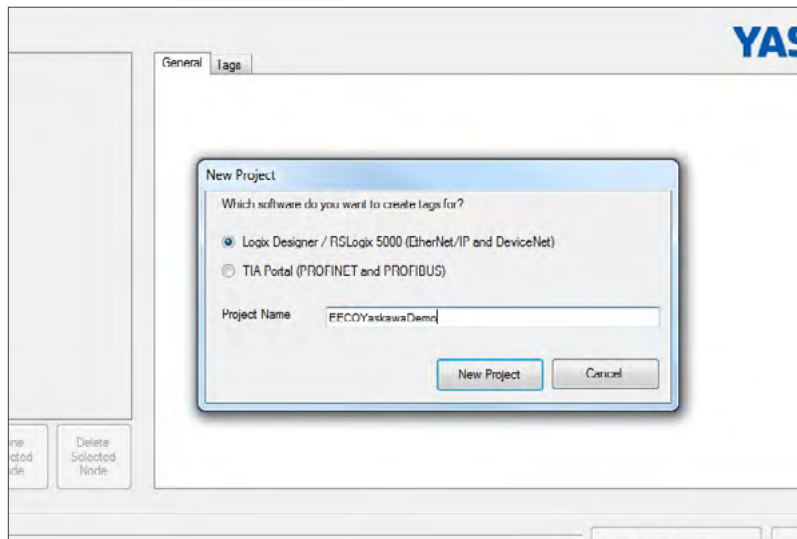 YAS
General Tags
New Project
Which software do you want to create tags for?
Logix Designer / RSLogix 5000 (EtherNet/IP and DeviceNet)
TIA Portal (PROFINET and PROFIBUS)
Project Name EECOYaskawaDemo
New Project Cancel
Delete
Selected
Node